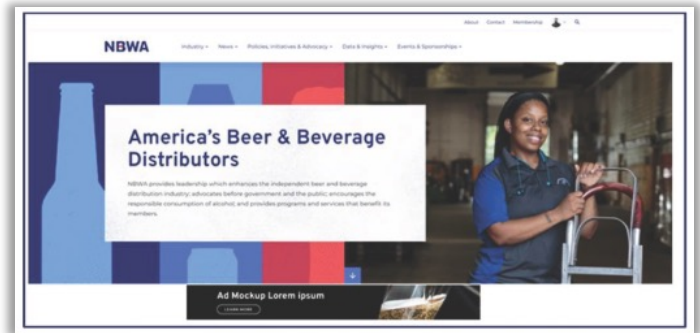 About Contact Membership
NBWA Industry News Policies, Initiatives & Advocacy Data & Insights Events & Sponsorships
America's Beer & Beverage
Distributors
NBWA provides leadership which enhances the independent beer and beverage
distribution industry; advocates before government and the public; encourages the
responsible consumption of alcohol; and provides programs and services that benefit its
members.
Ad Mockup Lorem ipsum
LEARN MORE